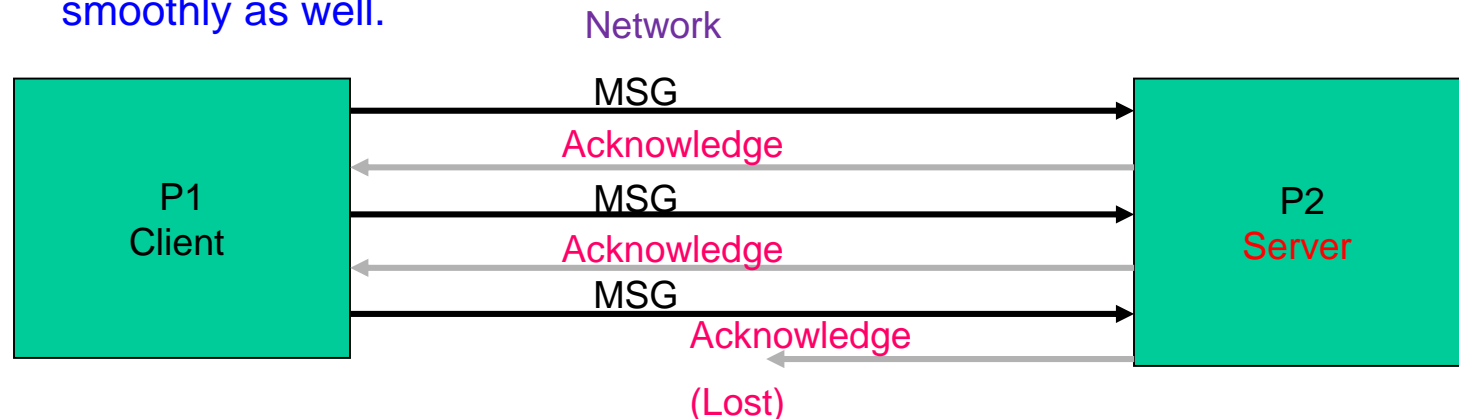 smoothly as well.
Network
MSG
Acknowledge
MSG
Acknowledge
MSG
Acknowledge
(Lost)
P1
Client
P2
Server